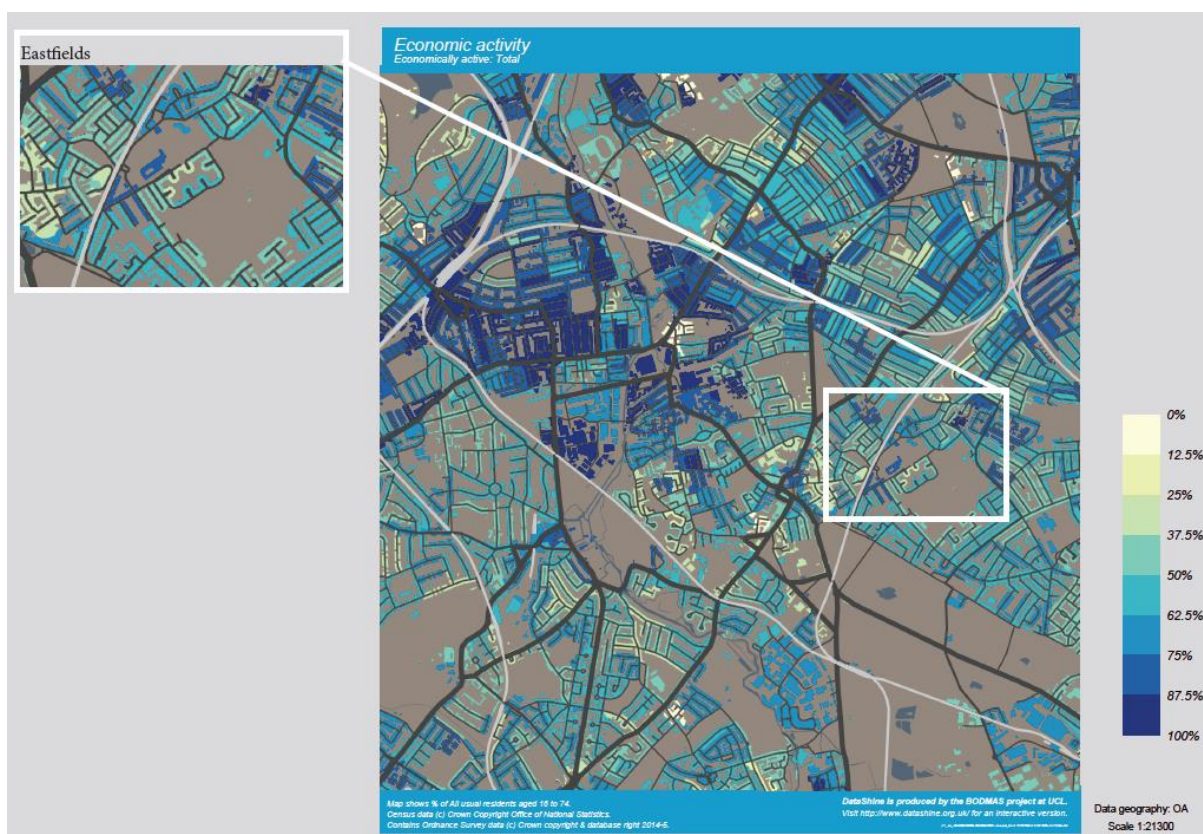 Eastfields
Economic activity
Economically active: Total
0%
12.5%
25%
37.5%
50%
62.5%
75%
87.5%
100%
Map shows % of All usual residents aged 16 to 74.
Census data (c) Crown Copyright Office of National Statistics.
Contains Ordnance Survey data (c) Crown copyright & database right 2014-5.
DataShine is produced by the BODMAS project at UCL.
Visit http://www.datashine.org.uk/ for an interactive version.
Data geography: OA
Scale 1:21300